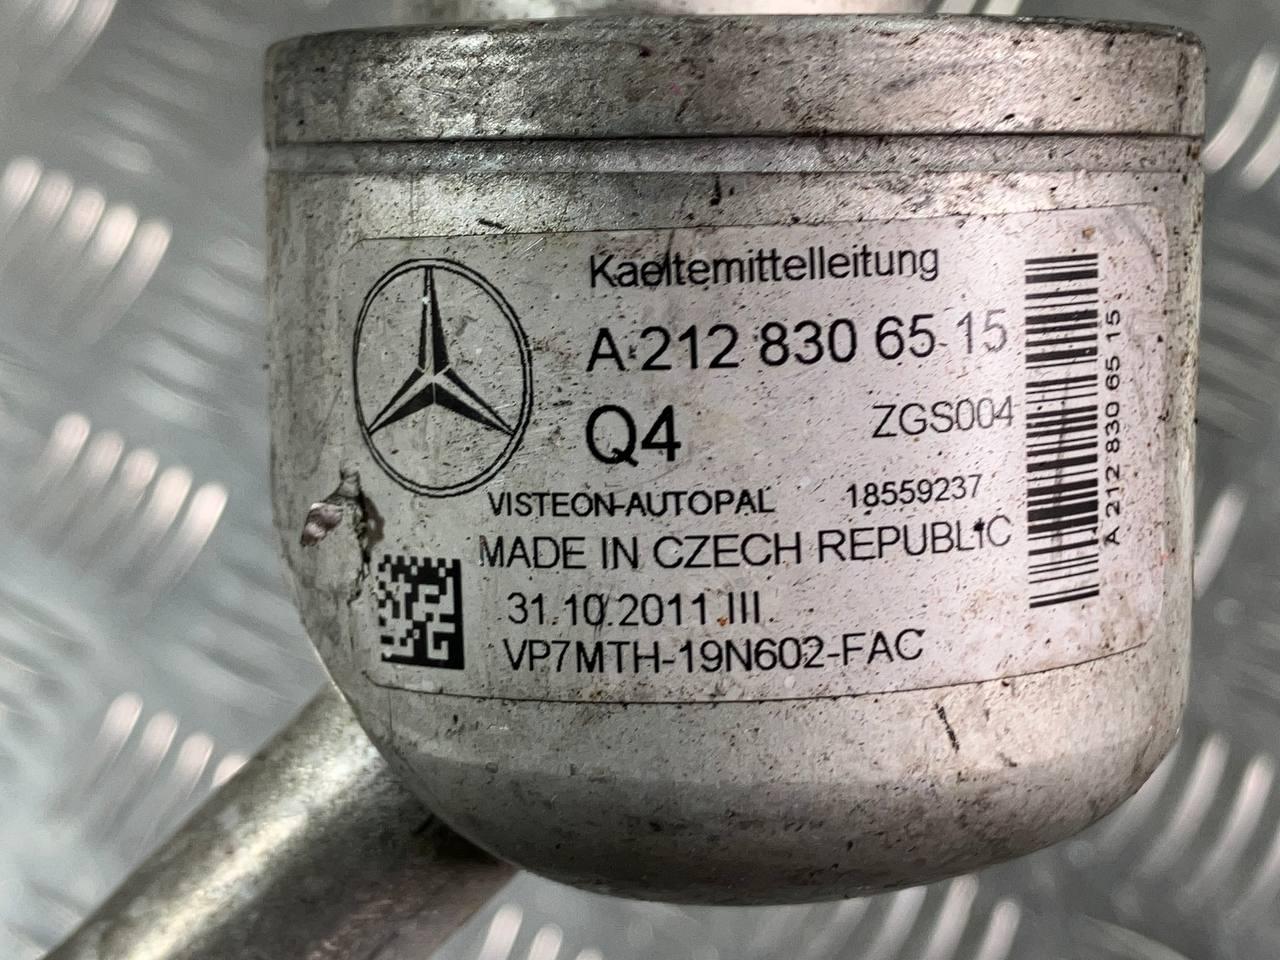 Kaeltemittelleitung
A 212 830 65 15
Q4
ZGS004
VISTEON-AUTOPAL 18559237
MADE IN CZECH REPUBLIC
31.10.2011 III
VP7MTH-19N602-FAC
A 212 830 65 15